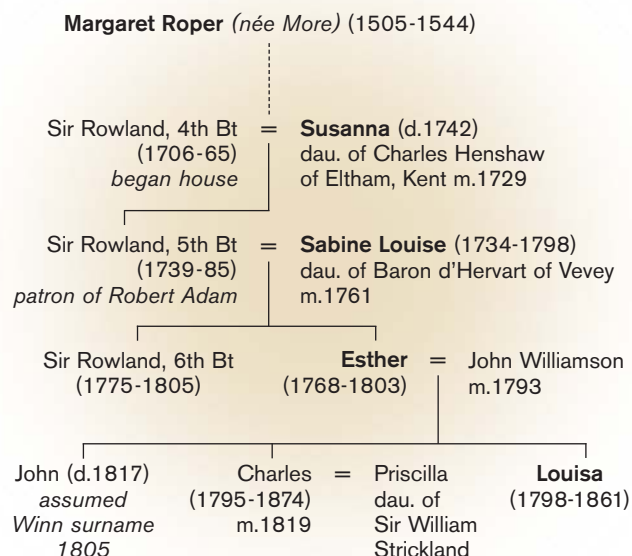 Margaret Roper (née More) (1505-1544)
Sir Rowland, 4th Bt = Susanna (d.1742)
(1706-65) dau. of Charles Henshaw
began house of Eltham, Kent m.1729
Sir Rowland, 5th Bt = Sabine Louise (1734-1798)
(1739-85) dau. of Baron d'Hervart of Vevey
patron of Robert Adam m.1761
Sir Rowland, 6th Bt Esther = John Williamson
(1775-1805) (1768-1803) m.1793
John (d.1817) Charles = Priscilla Louisa
assumed (1795-1874) dau. of (1798-1861)
Winn surname m.1819 Sir William
1805 Strickland